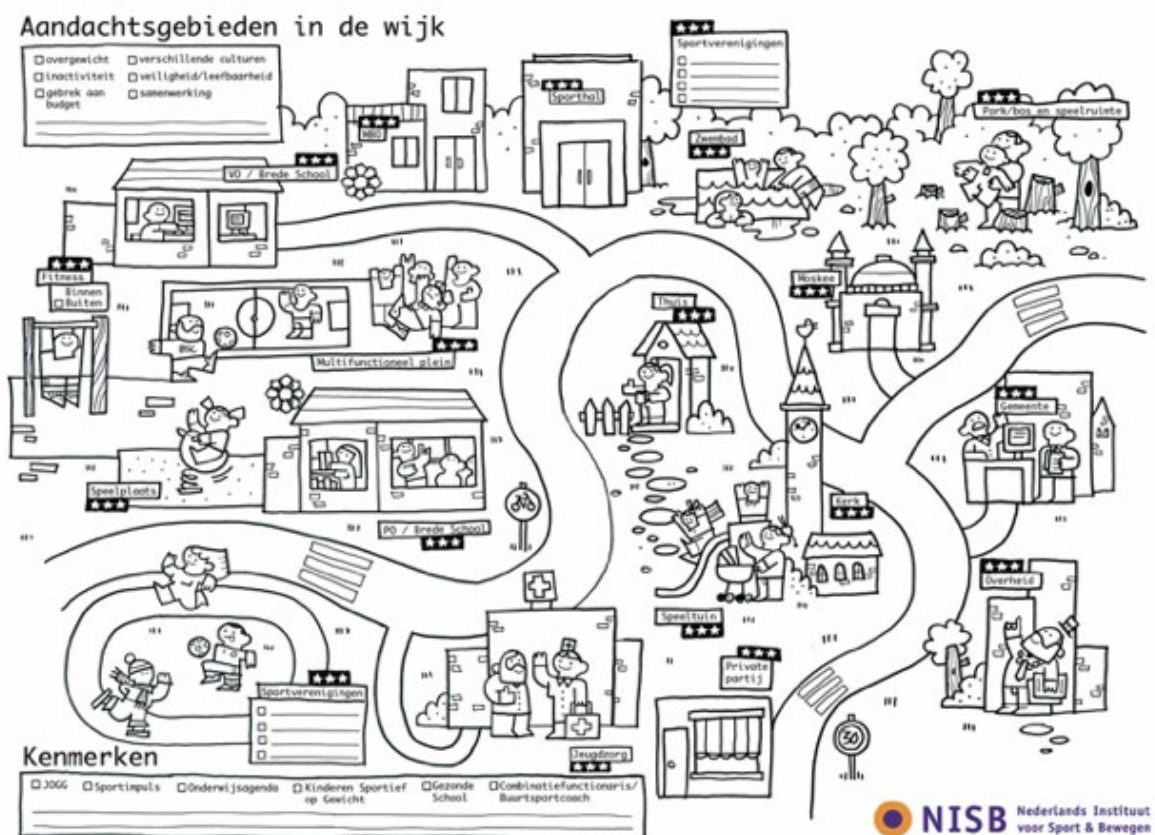 Aandachtsgebieden in de wijk
☐ overgewicht ☐ verschillende culturen
☐ inactiviteit ☐ veiligheid/leefbaarheid
☐ gebrek aan ☐ samenwerking
budget
Sportverenigingen
Sporthal
MBO
Park/bos en speelruimte
Zwembad
VO / Brede School
Fitness
Binnen
☐ Buiten
Moskee
Thuis
BSG
Multifunctioneel plein
Gemeente
Speelplaats
Kerk
PO / Brede School
Overheid
Speeltuin
Private
partij
Sportverenigingen
30
Jeugdzorg
Kenmerken
☐ JOGG ☐ Sportimpuls ☐ Onderwijsagenda ☐ Kinderen Sportief ☐ Gezonde ☐ Combinatiefunctionaris/
op Gewicht School Buurtsportcoach
NISB Nederlands Instituut
voor Sport & Bewegen